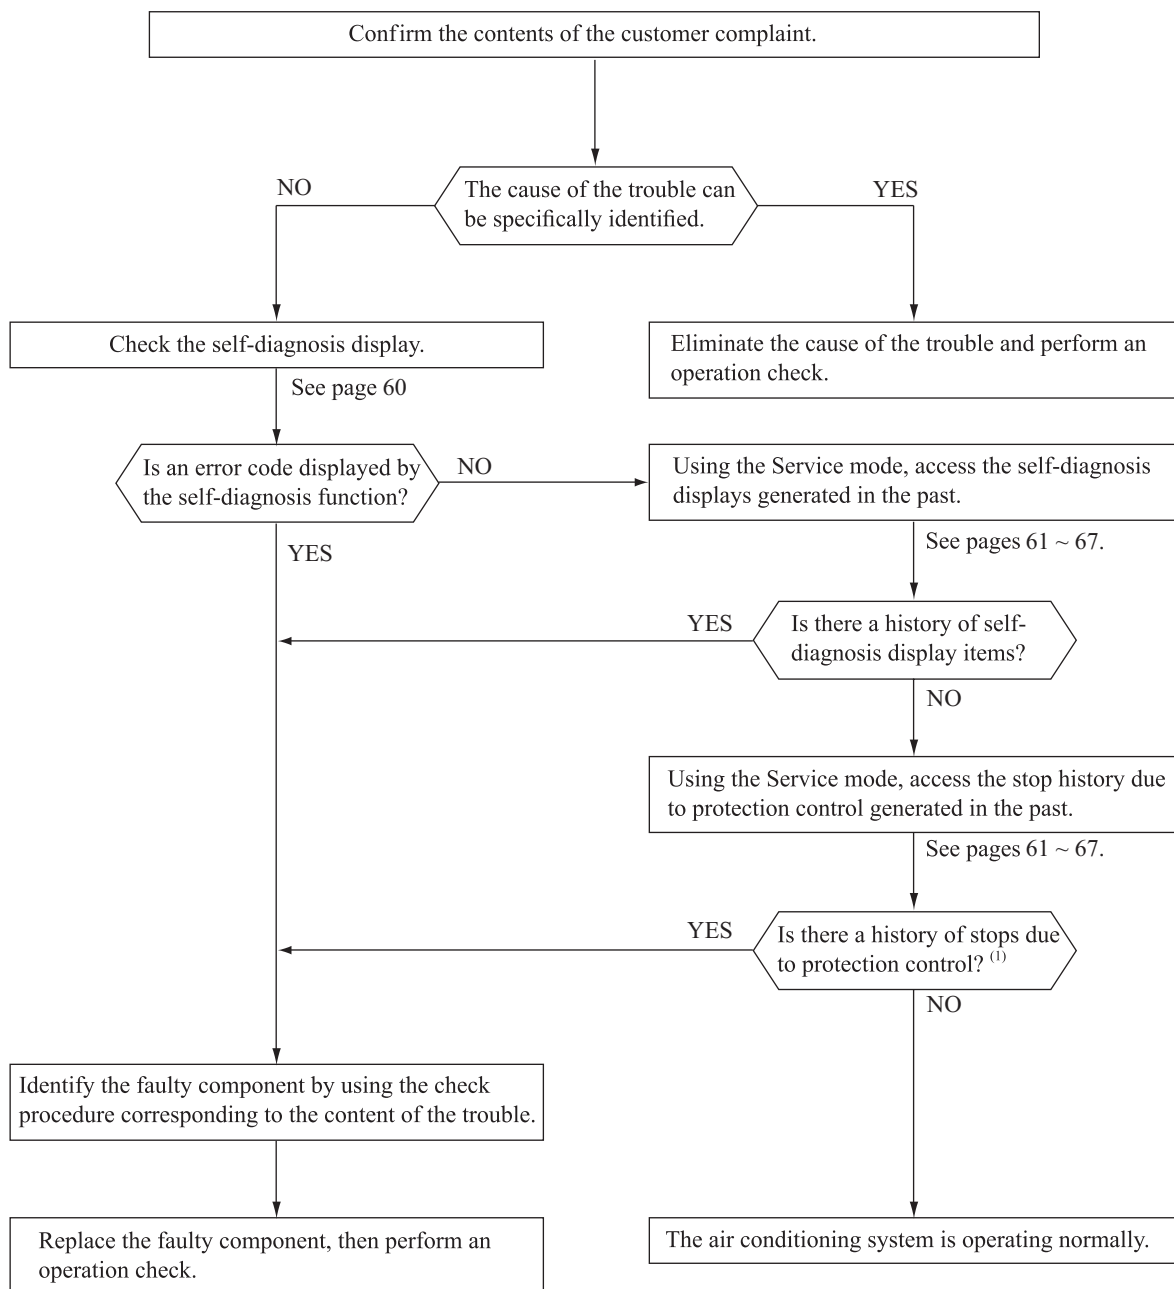 Confirm the contents of the customer complaint.
NO
The cause of the trouble can
be specifically identified.
YES
Check the self-diagnosis display.
See page 60
Eliminate the cause of the trouble and perform an
operation check.
Is an error code displayed by
the self-diagnosis function?
NO
YES
Using the Service mode, access the self-diagnosis
displays generated in the past.
See pages 61 ~ 67.
YES
Is there a history of self-
diagnosis display items?
NO
Using the Service mode, access the stop history due
to protection control generated in the past.
See pages 61 ~ 67.
YES
Is there a history of stops due
to protection control? (1)
NO
Identify the faulty component by using the check
procedure corresponding to the content of the trouble.
Replace the faulty component, then perform an
operation check.
The air conditioning system is operating normally.